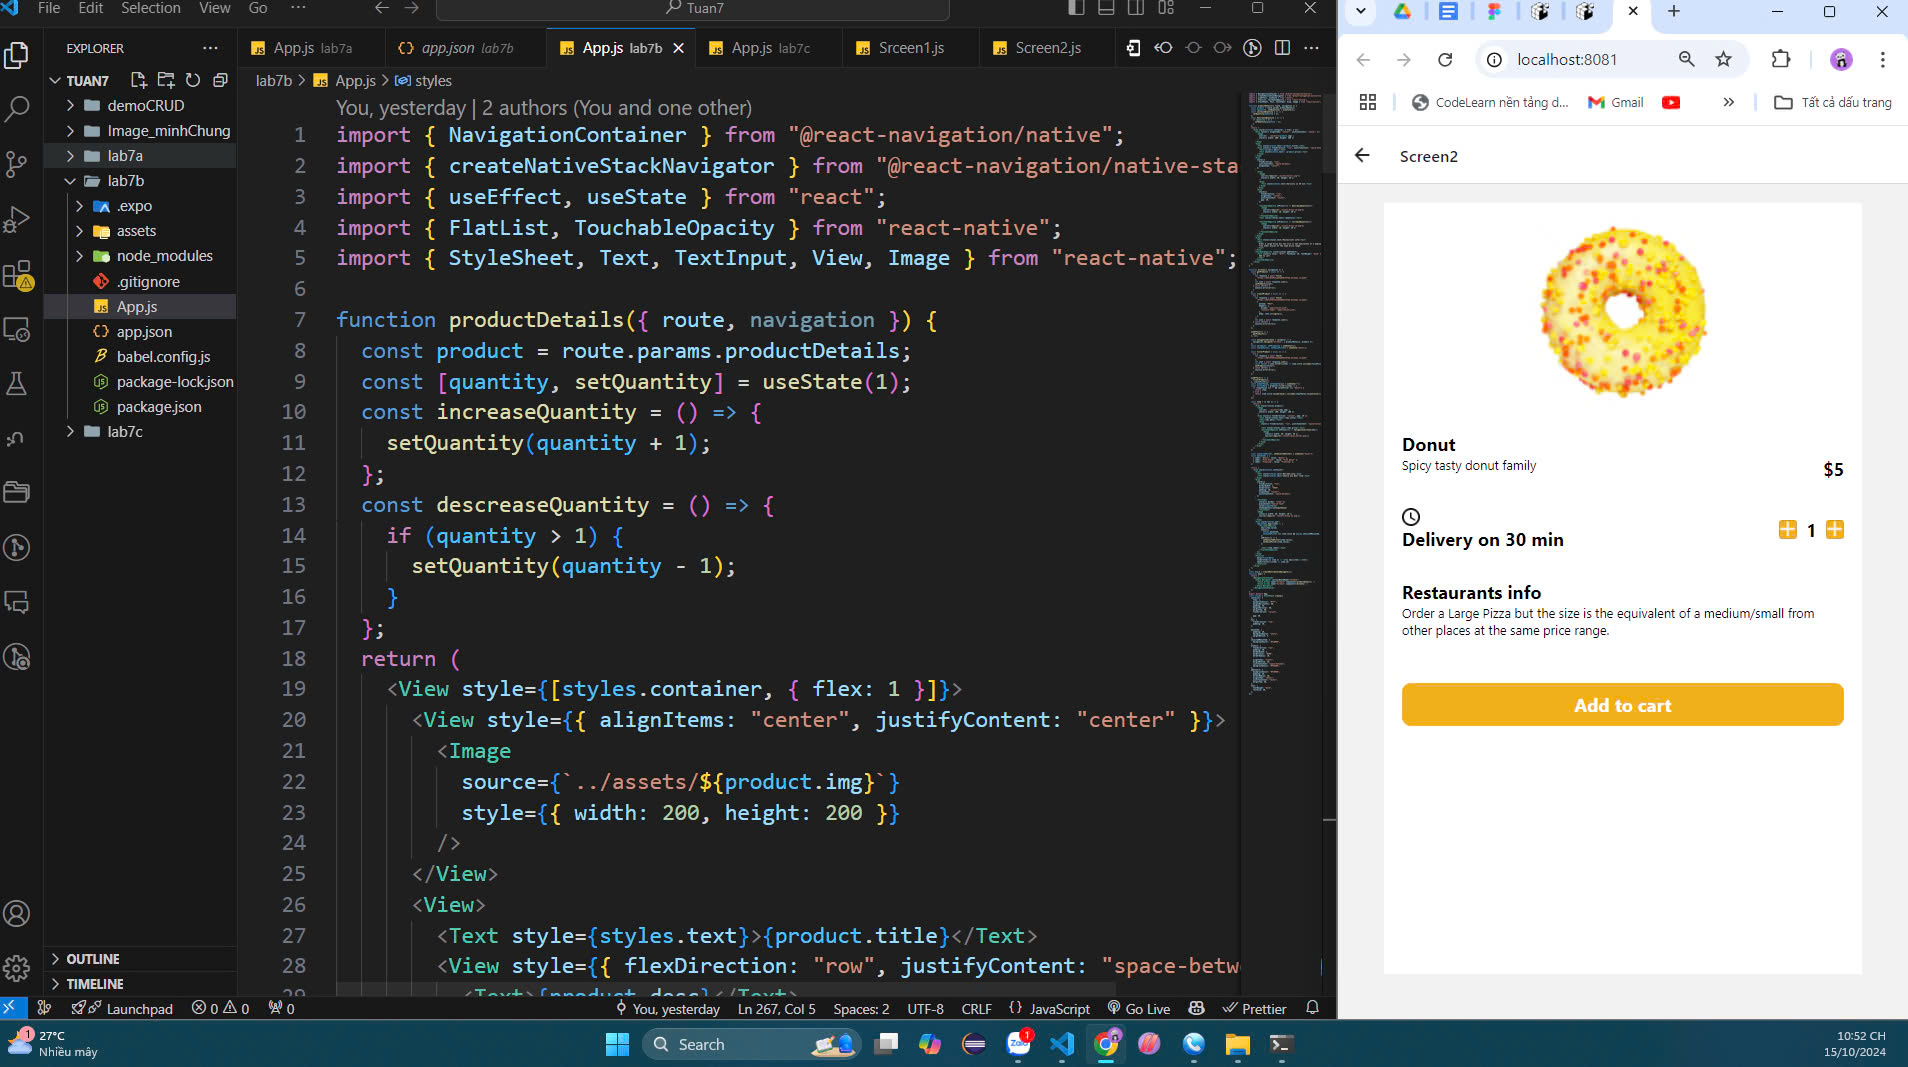 File Edit Selection View Go ··· Tuan7
EXPLORER
App.js lab7a
app.json lab7b
App.js lab7b
App.js lab7c
Srceen1.js
Screen2.js
TUAN7
demoCRUD
Image_minhChung
lab7a
lab7b
.expo
assets
node_modules
.gitignore
App.js
app.json
babel.config.js
package-lock.json
package.json
lab7c
OUTLINE
TIMELINE
lab7b > App.js > styles
You, yesterday | 2 authors (You and one other)
1 import { NavigationContainer } from "@react-navigation/native";
2 import { createNativeStackNavigator } from "@react-navigation/native-sta
3 import { useEffect, useState } from "react";
4 import { FlatList, TouchableOpacity } from "react-native";
5 import { StyleSheet, Text, TextInput, View, Image } from "react-native";
6
7 function productDetails({ route, navigation }) {
8 const product = route.params.productDetails;
9 const [quantity, setQuantity] = useState(1);
10 const increaseQuantity = () => {
11 setQuantity(quantity + 1);
12 };
13 const descreaseQuantity = () => {
14 if (quantity > 1) {
15 setQuantity(quantity - 1);
16 }
17 };
18 return (
19 <View style={[styles.container, { flex: 1 }]}>
20 <View style={{ alignItems: "center", justifyContent: "center" }}>
21 <Image
22 source={`../assets/${product.img}`}
23 style={{ width: 200, height: 200 }}
24 />
25 </View>
26 <View>
27 <Text style={styles.text}>{product.title}</Text>
28 <View style={{ flexDirection: "row", justifyContent: "space-betw
29 <Text>{product.desc}</Text>
Launchpad 0 0 0 You, yesterday Ln 267, Col 5 Spaces: 2 UTF-8 CRLF {} JavaScript Go Live Prettier
localhost:8081
CodeLearn nền tảng d...
Gmail
Tất cả dấu trang
Screen2
Donut
Spicy tasty donut family
$5
1
Delivery on 30 min
Restaurants info
Order a Large Pizza but the size is the equivalent of a medium/small from
other places at the same price range.
Add to cart
1
27°C
Nhiều mây
Search
Zalo
1
10:52 CH
15/10/2024